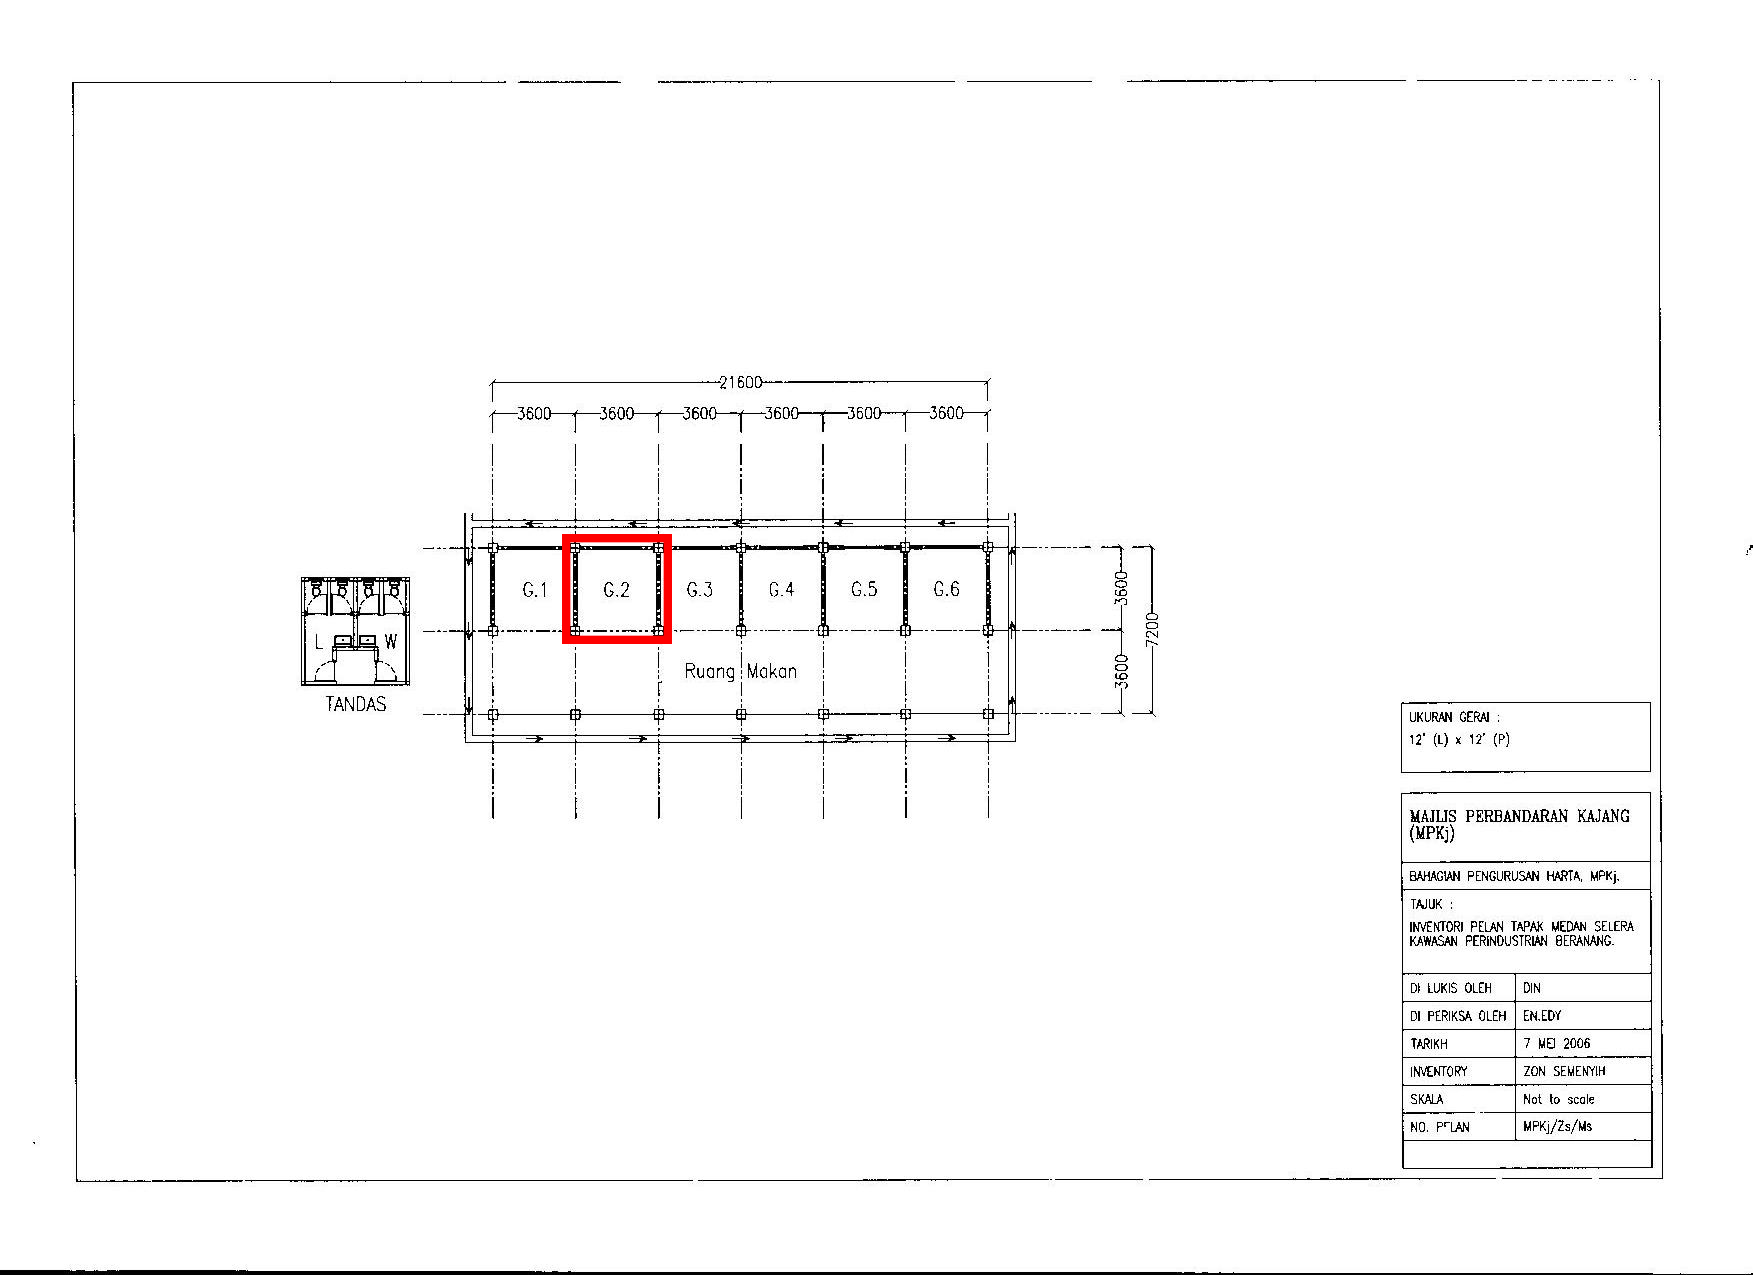 21600
3600 3600 3600 3600 3600 3600
G.1 G.2 G.3 G.4 G.5 G.6
3600
7200
3600
Ruang Makan
L W
TANDAS
UKURAN GERAI :
12' (L) x 12' (P)
MAJLIS PERBANDARAN KAJANG
(MPKj)
BAHAGIAN PENGURUSAN HARTA, MPKj.
TAJUK :
INVENTORI PELAN TAPAK MEDAN SELERA
KAWASAN PERINDUSTRIAN BERANANG.
DI LUKIS OLEH DIN
DI PERIKSA OLEH EN.EDY
TARIKH 7 MEI 2006
INVENTORY ZON SEMENYIH
SKALA Not to scale
NO. PELAN MPKj/Zs/Ms